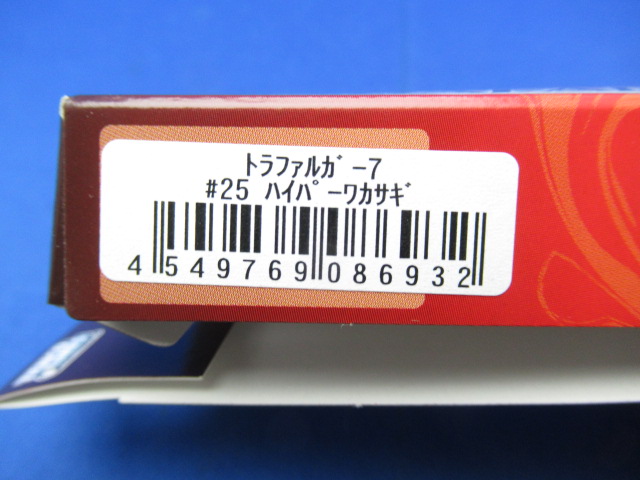 ﾄﾗﾌｧﾙｶﾞｰ7
#25 ﾊｲﾊﾟｰﾜｶｻｷﾞ
4 549769 086932